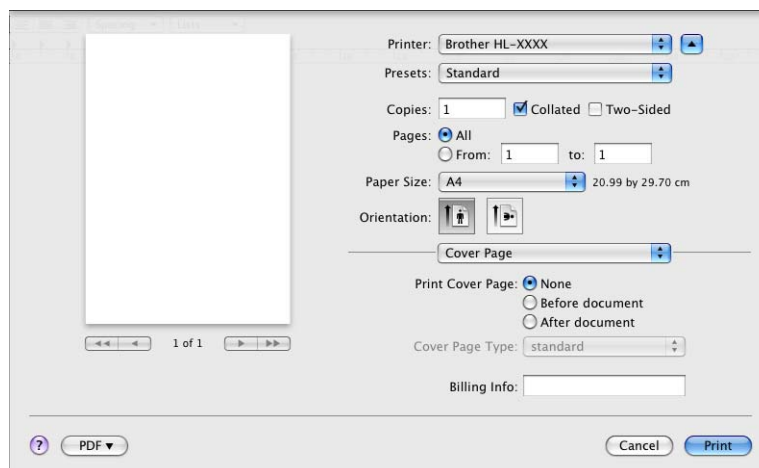 Spacing Lists
Printer: Brother HL-XXXX
Presets: Standard
Copies: 1 Collated Two-Sided
Pages: All
From: 1 to: 1
Paper Size: A4 20.99 by 29.70 cm
Orientation:
Cover Page
Print Cover Page: None
Before document
After document
1 of 1
Cover Page Type: standard
Billing Info:
? PDF Cancel Print